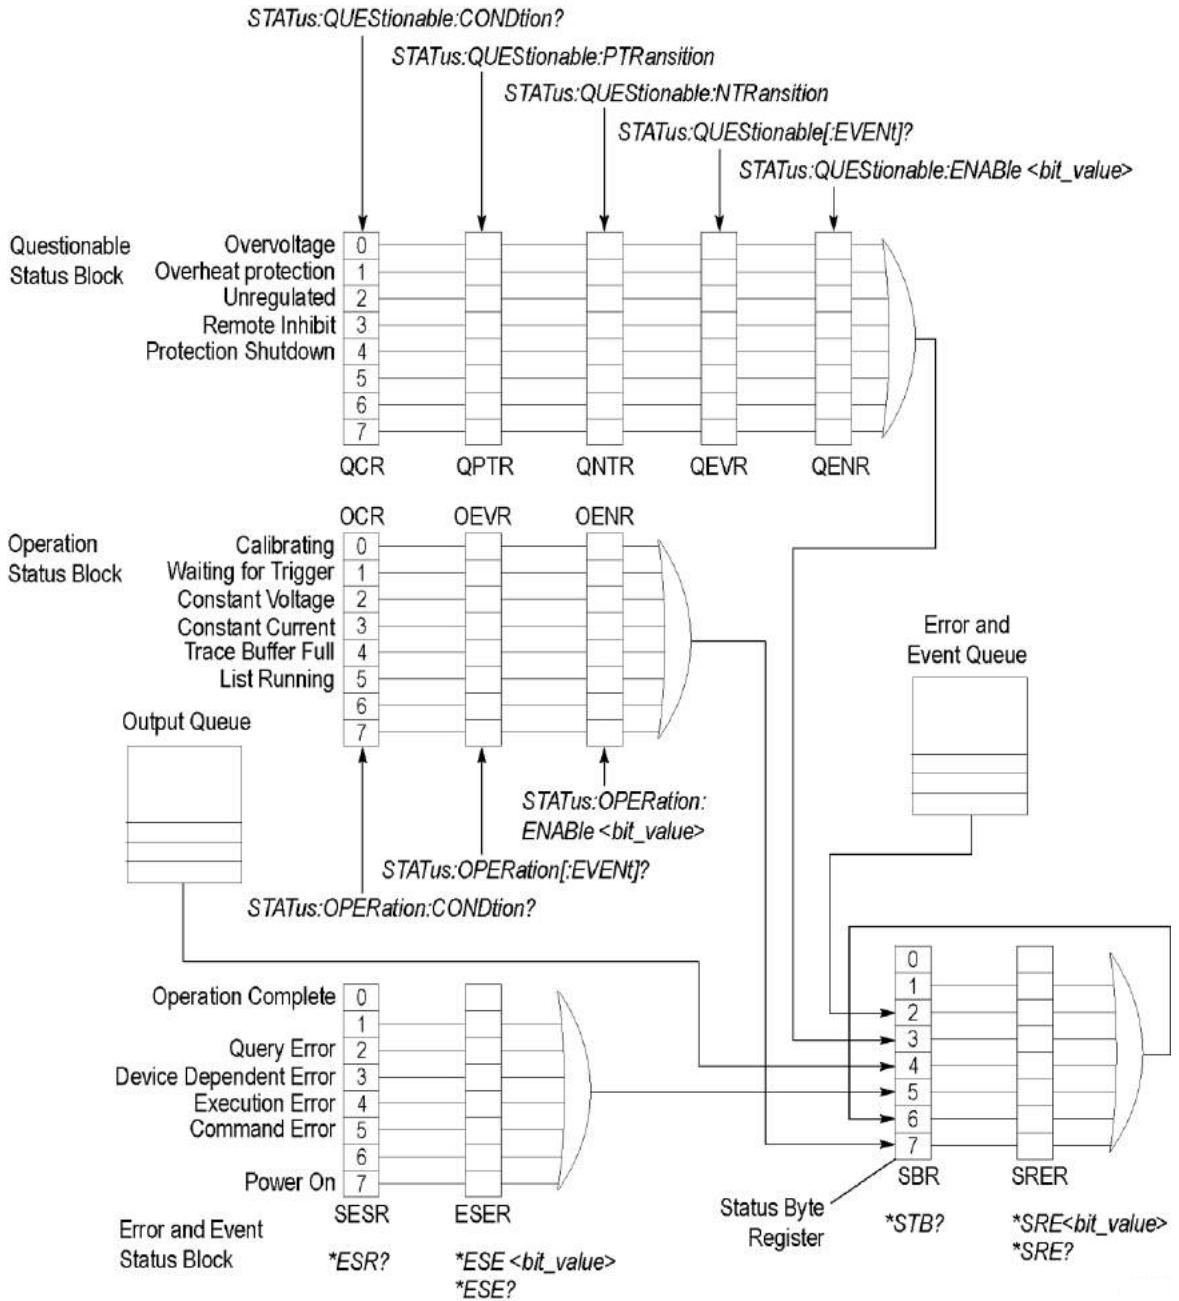 STATus:QUEStionable:CONDtion?
STATus:QUEStionable:PTRansition
STATus:QUEStionable:NTRansition
STATus:QUEStionable[:EVENt]?
STATus:QUEStionable:ENABle <bit_value>
Questionable
Status Block
Overvoltage 0
Overheat protection 1
Unregulated 2
Remote Inhibit 3
Protection Shutdown 4
5
6
7
QCR QPTR QNTR QEVR QENR
OCR OEVR OENR
Operation
Status Block
Calibrating 0
Waiting for Trigger 1
Constant Voltage 2
Constant Current 3
Trace Buffer Full 4
List Running 5
6
7
Error and
Event Queue
Output Queue
STATus:OPERation:
ENABle <bit_value>
STATus:OPERation[:EVENt]?
STATus:OPERation:CONDtion?
Operation Complete 0
1
Query Error 2
Device Dependent Error 3
Execution Error 4
Command Error 5
6
Power On 7
SESR ESER
Error and Event
Status Block
*ESR? *ESE <bit_value>
*ESE?
0
1
2
3
4
5
6
7
SBR SRER
Status Byte
Register
*STB? *SRE<bit_value>
*SRE?